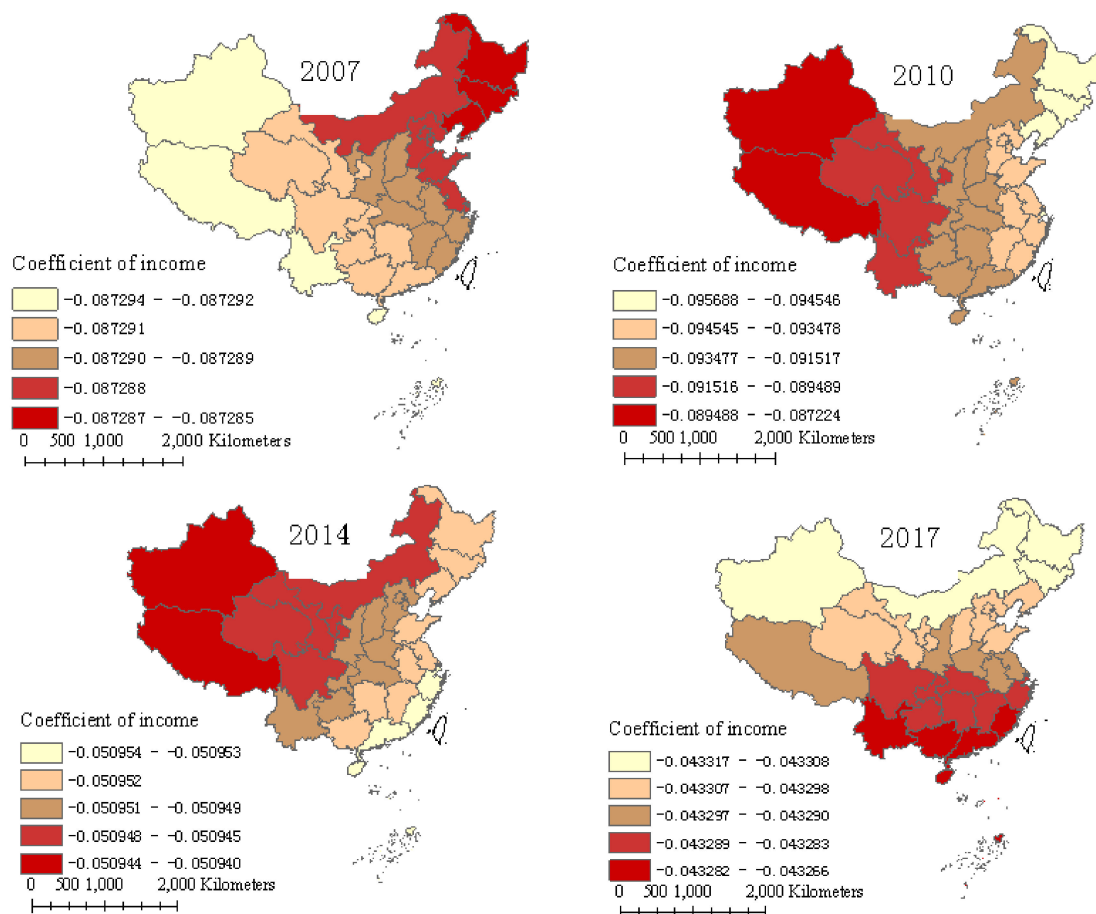 2007
Coefficient of income
-0.087294 - -0.087292
-0.087291
-0.087290 - -0.087289
-0.087288
-0.087287 - -0.087285
0 500 1,000 2,000 Kilometers
2010
Coefficient of income
-0.095688 - -0.094546
-0.094545 - -0.093478
-0.093477 - -0.091517
-0.091516 - -0.089489
-0.089488 - -0.087224
0 500 1,000 2,000 Kilometers
2014
Coefficient of income
-0.050954 - -0.050953
-0.050952
-0.050951 - -0.050949
-0.050948 - -0.050945
-0.050944 - -0.050940
0 500 1,000 2,000 Kilometers
2017
Coefficient of income
-0.043317 - -0.043308
-0.043307 - -0.043298
-0.043297 - -0.043290
-0.043289 - -0.043283
-0.043282 - -0.043266
0 500 1,000 2,000 Kilometers